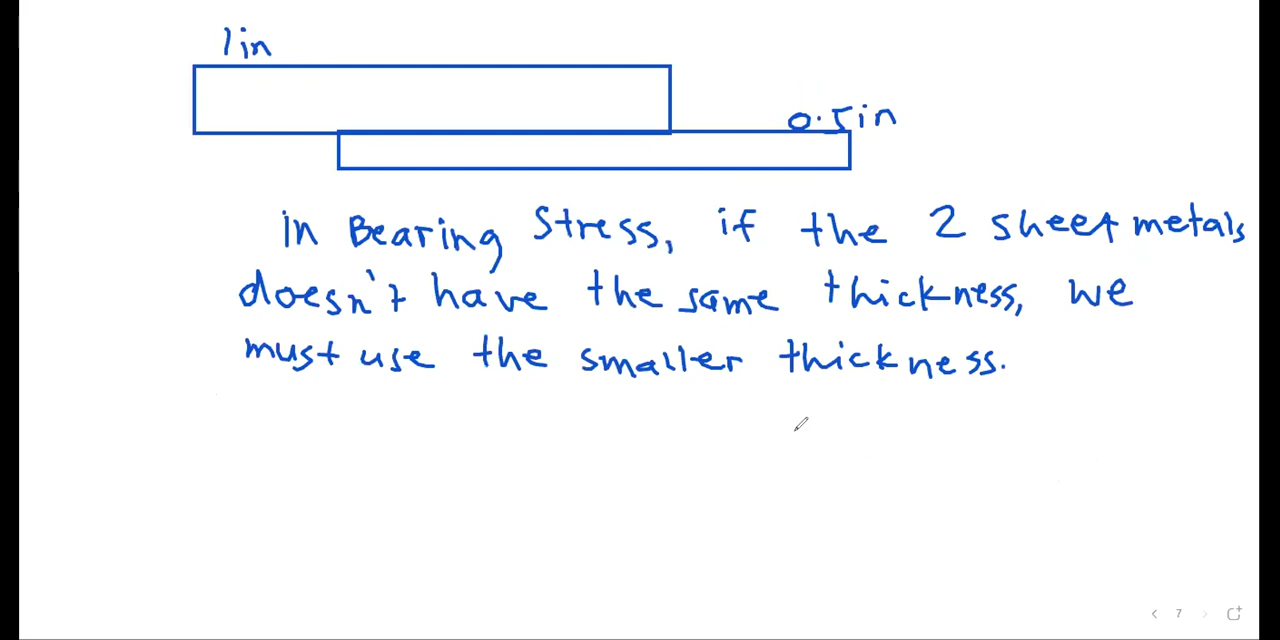 1in
0.5in
in Bearing Stress, if the 2 sheet metals
doesn't have the same thickness, we
must use the smaller thickness.
7